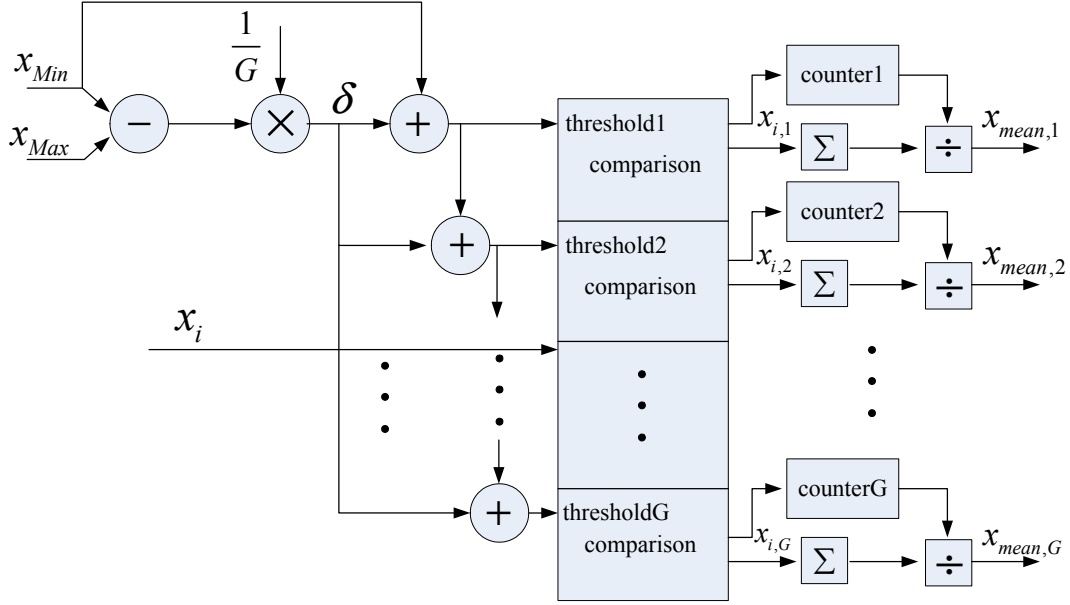 x_Min
x_Max
−
1/G
×
δ
+
+
x_i
+
threshold1
comparison
threshold2
comparison
thresholdG
comparison
counter1
x_{i,1}
Σ
÷
x_{mean,1}
counter2
x_{i,2}
Σ
÷
x_{mean,2}
counterG
x_{i,G}
Σ
÷
x_{mean,G}